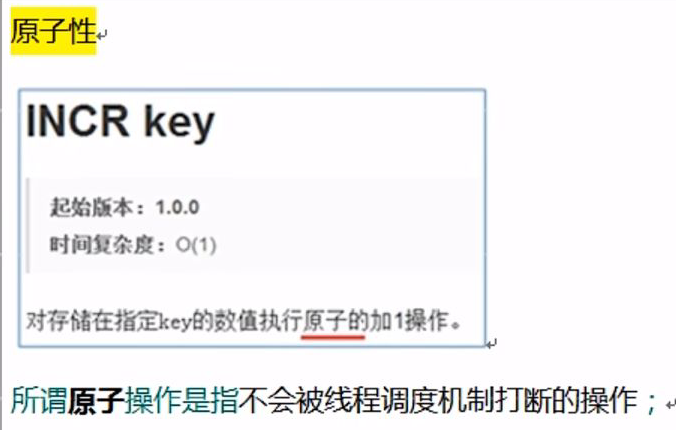 原子性
INCR key
起始版本：1.0.0
时间复杂度：O(1)
对存储在指定key的数值执行原子的加1操作。
所谓原子操作是指不会被线程调度机制打断的操作；